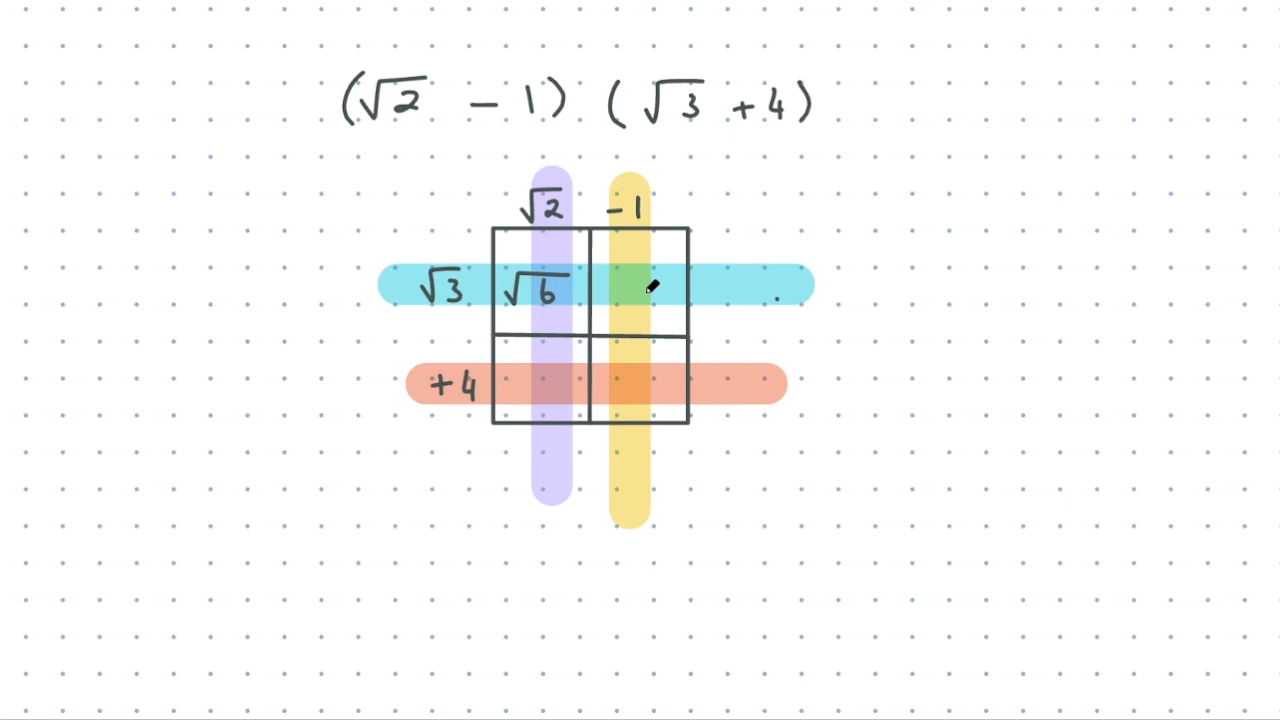 (√2 - 1) (√3 + 4)
√2 -1
√3 √6
+4